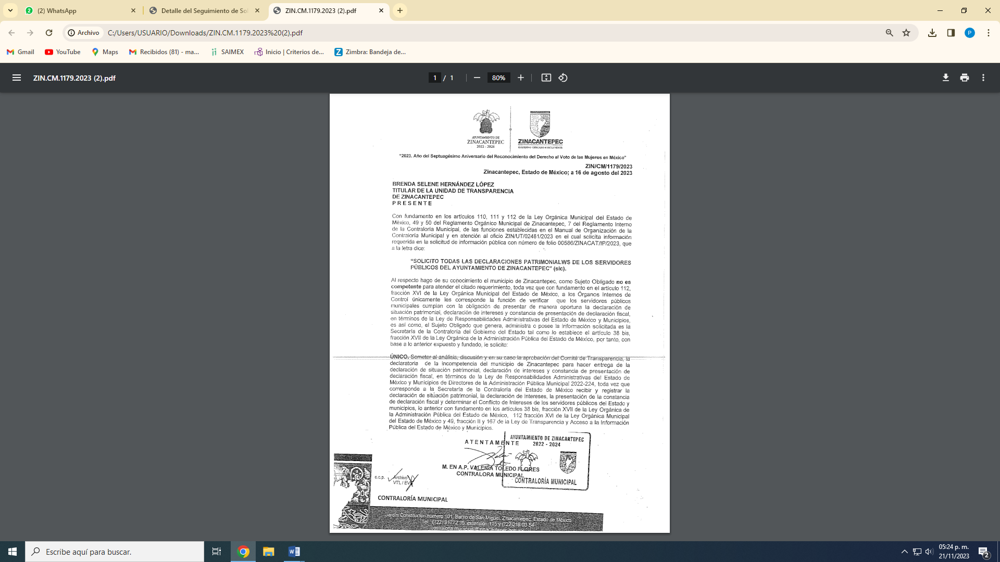 (2) WhatsApp
Detalle del Seguimiento de Sol
ZIN.CM.1179.2023 (2).pdf
Archivo
C:/Users/USUARIO/Downloads/ZIN.CM.1179.2023%20(2).pdf
P
Gmail
YouTube
Maps
Recibidos (81) - ma...
SAIMEX
Inicio | Criterios de...
Zimbra: Bandeja de...
ZIN.CM.1179.2023 (2).pdf
1 / 1
80%
AYUNTAMIENTO DE
ZINACANTEPEC
2022 - 2024
ZINACANTEPEC
GOBIERNO CERCANO E INCLUYENTE
"2023. Año del Septuagésimo Aniversario del Reconocimiento del Derecho al Voto de las Mujeres en México"
ZIN/CM/1179/2023
Zinacantepec, Estado de México; a 16 de agosto del 2023
BRENDA SELENE HERNÁNDEZ LÓPEZ
TITULAR DE LA UNIDAD DE TRANSPARENCIA
DE ZINACANTEPEC
P R E S E N T E
Con fundamento en los artículos 110, 111 y 112 de la Ley Orgánica Municipal del Estado de
México, 49 y 50 del Reglamento Orgánico Municipal de Zinacantepec, 7 del Reglamento Interno
de la Contraloría Municipal, de las funciones establecidas en el Manual de Organización de la
Contraloría Municipal y en atención al oficio ZIN/UT/02481/2023 en el cual solicita información
requerida en la solicitud de información pública con número de folio 00586/ZINACAT/IP/2023, que
a la letra dice:
"SOLICITO TODAS LAS DECLARACIONES PATRIMONIALWS DE LOS SERVIDORES
PÚBLICOS DEL AYUNTAMIENTO DE ZINACANTEPEC" (sic).
Al respecto hago de su conocimiento el municipio de Zinacantepec, como Sujeto Obligado no es
competente para atender el citado requerimiento, toda vez que con fundamento en el artículo 112,
fracción XVI de la Ley Orgánica Municipal del Estado de México, a los Órganos Internos de
Control únicamente les corresponde la función de verificar que los servidores públicos
municipales cumplan con la obligación de presentar de manera oportuna la declaración de
situación patrimonial, declaración de intereses y constancia de presentación de declaración fiscal,
en términos de la Ley de Responsabilidades Administrativas del Estado de México y Municipios,
es así como, el Sujeto Obligado que genera, administra o posee la información solicitada es la
Secretaría de la Contraloría del Gobierno del Estado tal como lo establece el artículo 38 bis,
fracción XVII de la Ley Orgánica de la Administración Pública del Estado de México, por tanto, con
base a lo anterior expuesto y fundado, le solicito:
ÚNICO. Someter al análisis, discusión y en su caso la aprobación del Comité de Transparencia, la
declaratoria de la incompetencia del municipio de Zinacantepec para hacer entrega de la
declaración de situación patrimonial, declaración de intereses y constancia de presentación de
declaración fiscal, en términos de la Ley de Responsabilidades Administrativas del Estado de
México y Municipios de Directores de la Administración Pública Municipal 2022-224, toda vez que
corresponde a la Secretaría de la Contraloría del Estado de México recibir y registrar la
declaración de situación patrimonial, la declaración de intereses, la presentación de la constancia
de declaración fiscal y determinar el Conflicto de Intereses de los servidores públicos del Estado y
municipios, lo anterior con fundamento en los artículos 38 bis, fracción XVII de la Ley Orgánica de
la Administración Pública del Estado de México, 112 fracción XVI de la Ley Orgánica Municipal
del Estado de México y 49, fracción II y 167 de la Ley de Transparencia y Acceso a la Información
Pública del Estado de México y Municipios.
A T E N T A M E N T E
AYUNTAMIENTO DE ZINACANTEPEC
2022 - 2024
M. EN A.P. VALERIA TOLEDO FLORES
CONTRALORA MUNICIPAL
CONTRALORÍA MUNICIPAL
c.c.p. Archivo
VTL / EV
CONTRALORÍA MUNICIPAL
Jardín Constitución número 101, Barrio de San Miguel, Zinacantepec, Estado de México
Tel. (722) 91772 35, extensión 115 y (722)218 03 54
contraloria.municipal@zinacantepec.gob.mx
Escribe aquí para buscar.
05:24 p. m.
21/11/2023
2